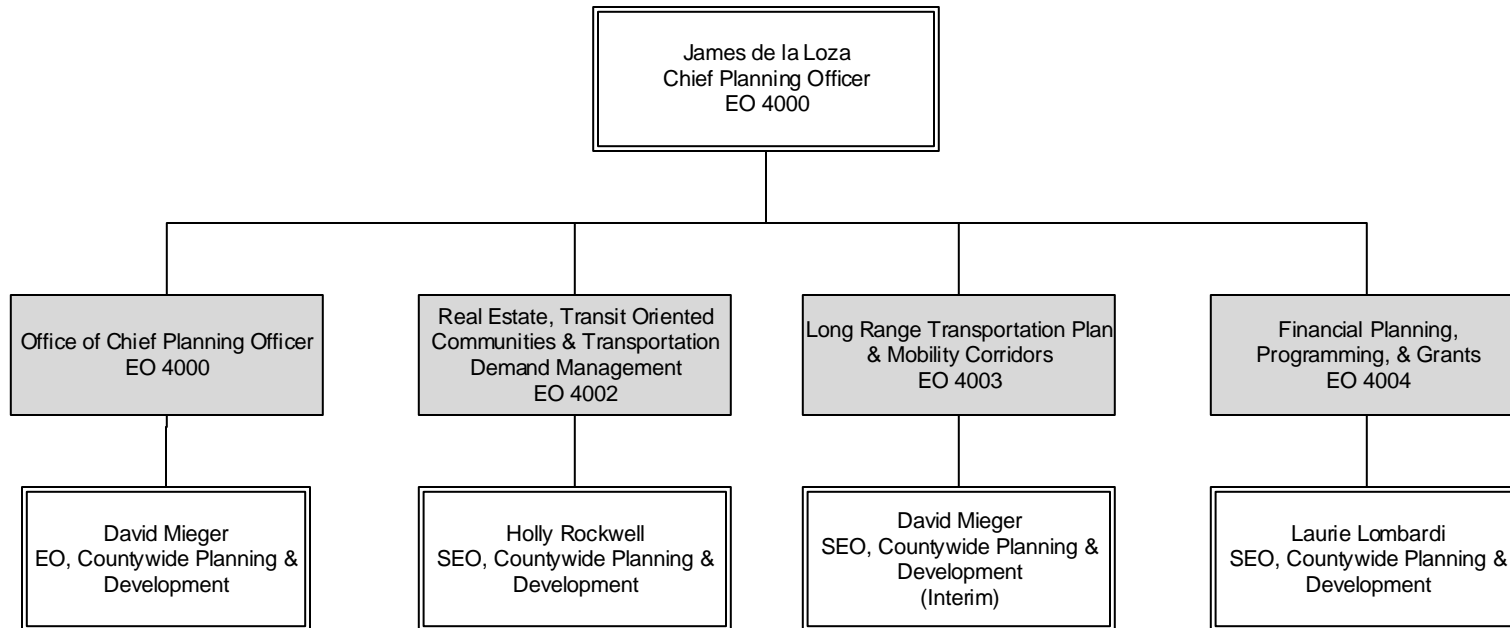 James de la Loza
Chief Planning Officer
EO 4000
Office of Chief Planning Officer
EO 4000
Real Estate, Transit Oriented
Communities & Transportation
Demand Management
EO 4002
Long Range Transportation Plan
& Mobility Corridors
EO 4003
Financial Planning,
Programming, & Grants
EO 4004
David Mieger
EO, Countywide Planning &
Development
Holly Rockwell
SEO, Countywide Planning &
Development
David Mieger
SEO, Countywide Planning &
Development
(Interim)
Laurie Lombardi
SEO, Countywide Planning &
Development